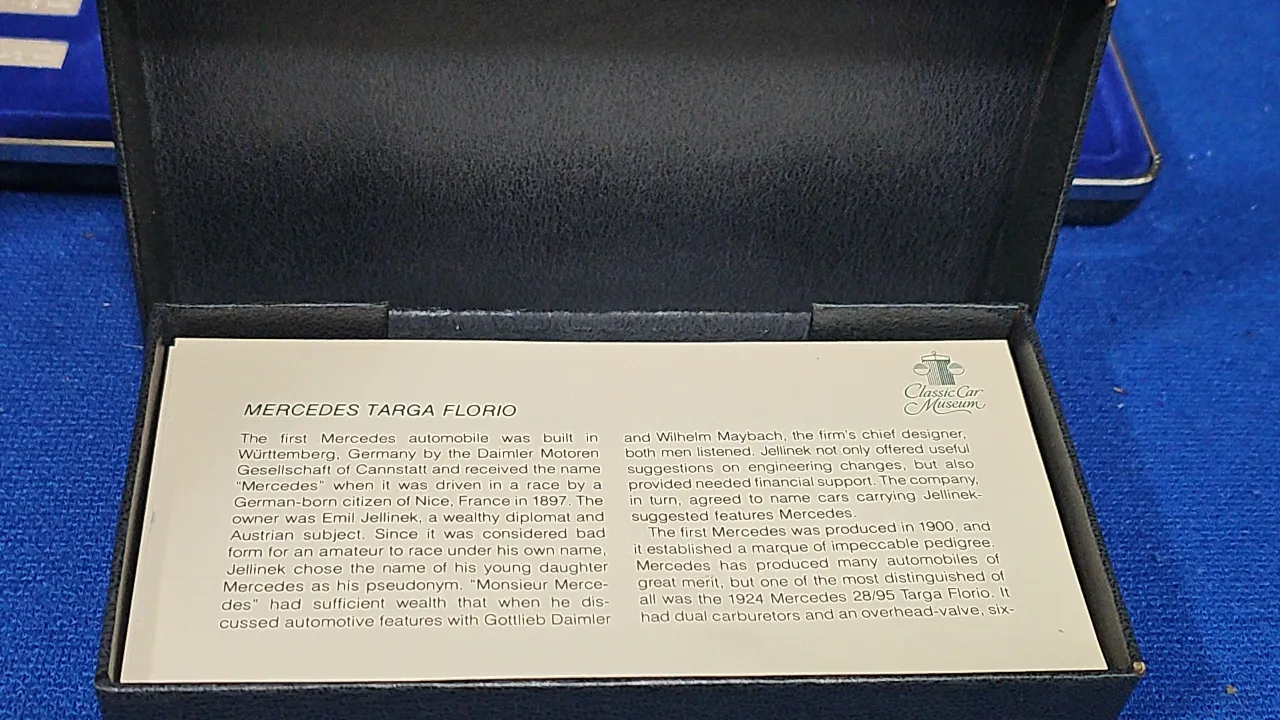 Classic Car
Museum
MERCEDES TARGA FLORIO
The first Mercedes automobile was built in
Württemberg, Germany by the Daimler Motoren
Gesellschaft of Cannstatt and received the name
"Mercedes" when it was driven in a race by a
German-born citizen of Nice, France in 1897. The
owner was Emil Jellinek, a wealthy diplomat and
Austrian subject. Since it was considered bad
form for an amateur to race under his own name,
Jellinek chose the name of his young daughter
Mercedes as his pseudonym. "Monsieur Merce-
des" had sufficient wealth that when he dis-
cussed automotive features with Gottlieb Daimler
and Wilhelm Maybach, the firm's chief designer,
both men listened. Jellinek not only offered useful
suggestions on engineering changes, but also
provided needed financial support. The company,
in turn, agreed to name cars carrying Jellinek-
suggested features Mercedes.
The first Mercedes was produced in 1900, and
it established a marque of impeccable pedigree.
Mercedes has produced many automobiles of
great merit, but one of the most distinguished of
all was the 1924 Mercedes 28/95 Targa Florio. It
had dual carburetors and an overhead-valve, six-